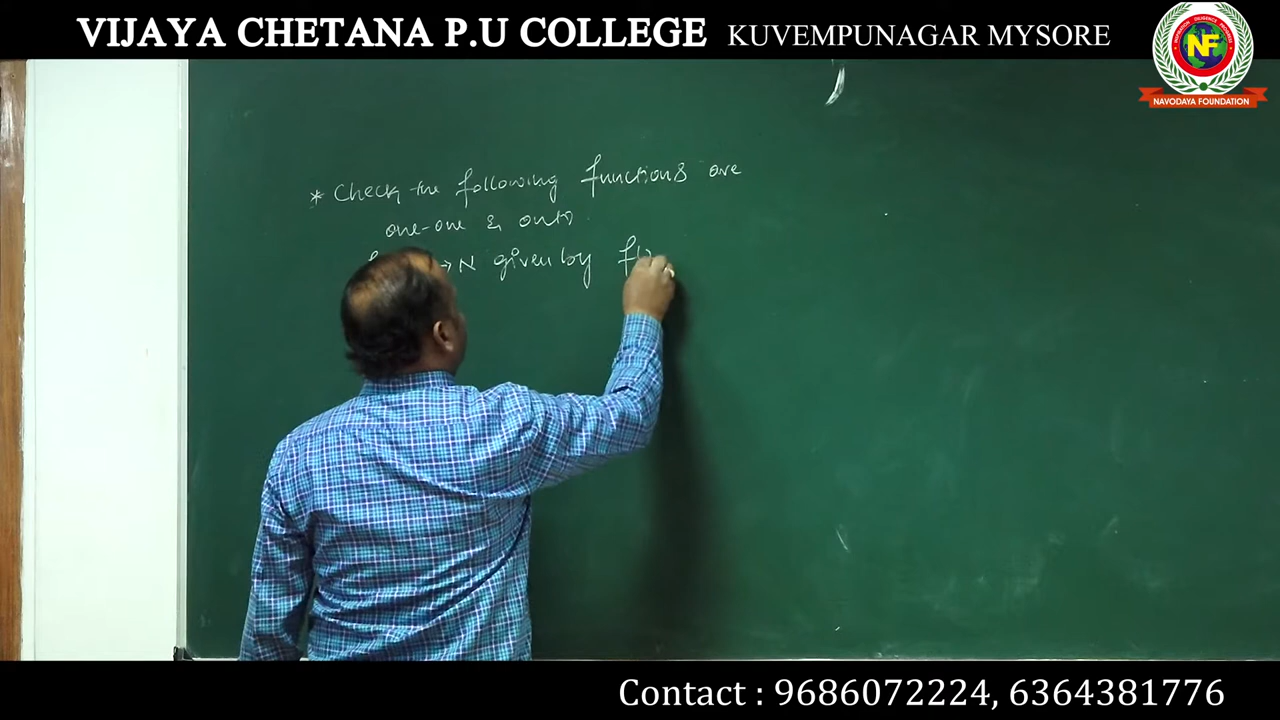 VIJAYA CHETANA P.U COLLEGE KUVEMPUNAGAR MYSORE
NF
NAVODAYA FOUNDATION
* Check the following functions are
one-one & onto
→ N given by f(
Contact : 9686072224, 6364381776